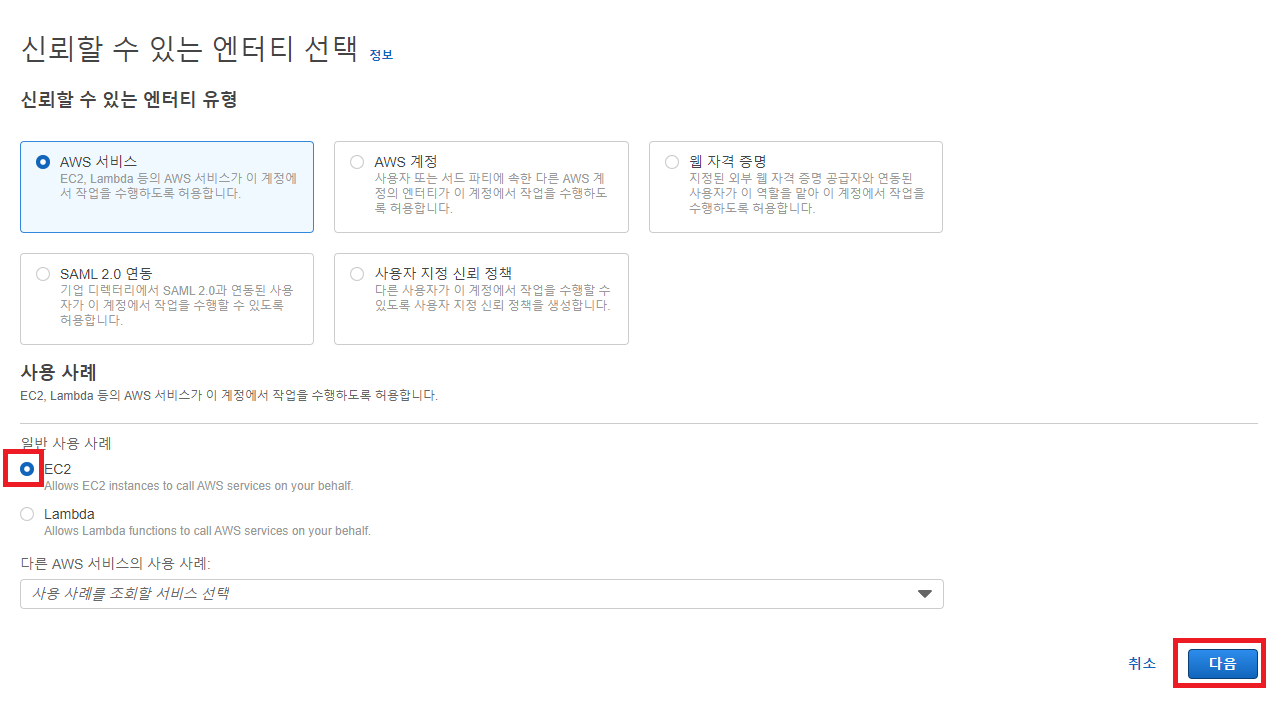 신뢰할 수 있는 엔터티 선택 정보
신뢰할 수 있는 엔터티 유형
AWS 서비스
EC2, Lambda 등의 AWS 서비스가 이 계정에
서 작업을 수행하도록 허용합니다.
AWS 계정
사용자 또는 서드 파티에 속한 다른 AWS 계
정의 엔터티가 이 계정에서 작업을 수행하도
록 허용합니다.
웹 자격 증명
지정된 외부 웹 자격 증명 공급자와 연동된
사용자가 이 역할을 맡아 이 계정에서 작업을
수행하도록 허용합니다.
SAML 2.0 연동
기업 디렉터리에서 SAML 2.0과 연동된 사용
자가 이 계정에서 작업을 수행할 수 있도록
허용합니다.
사용자 지정 신뢰 정책
다른 사용자가 이 계정에서 작업을 수행할 수
있도록 사용자 지정 신뢰 정책을 생성합니다.
사용 사례
EC2, Lambda 등의 AWS 서비스가 이 계정에서 작업을 수행하도록 허용합니다.
일반 사용 사례
EC2
Allows EC2 instances to call AWS services on your behalf.
Lambda
Allows Lambda functions to call AWS services on your behalf.
다른 AWS 서비스의 사용 사례:
사용 사례를 조회할 서비스 선택
취소
다음